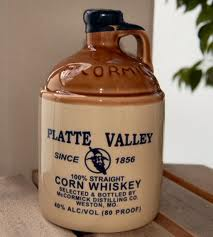 McCORMICK
PLATTE VALLEY
SINCE 1856
100% STRAIGHT
CORN WHISKEY
SELECTED & BOTTLED BY
McCORMICK DISTILLING CO.
WESTON, MO.
40% ALC/VOL (80 PROOF)